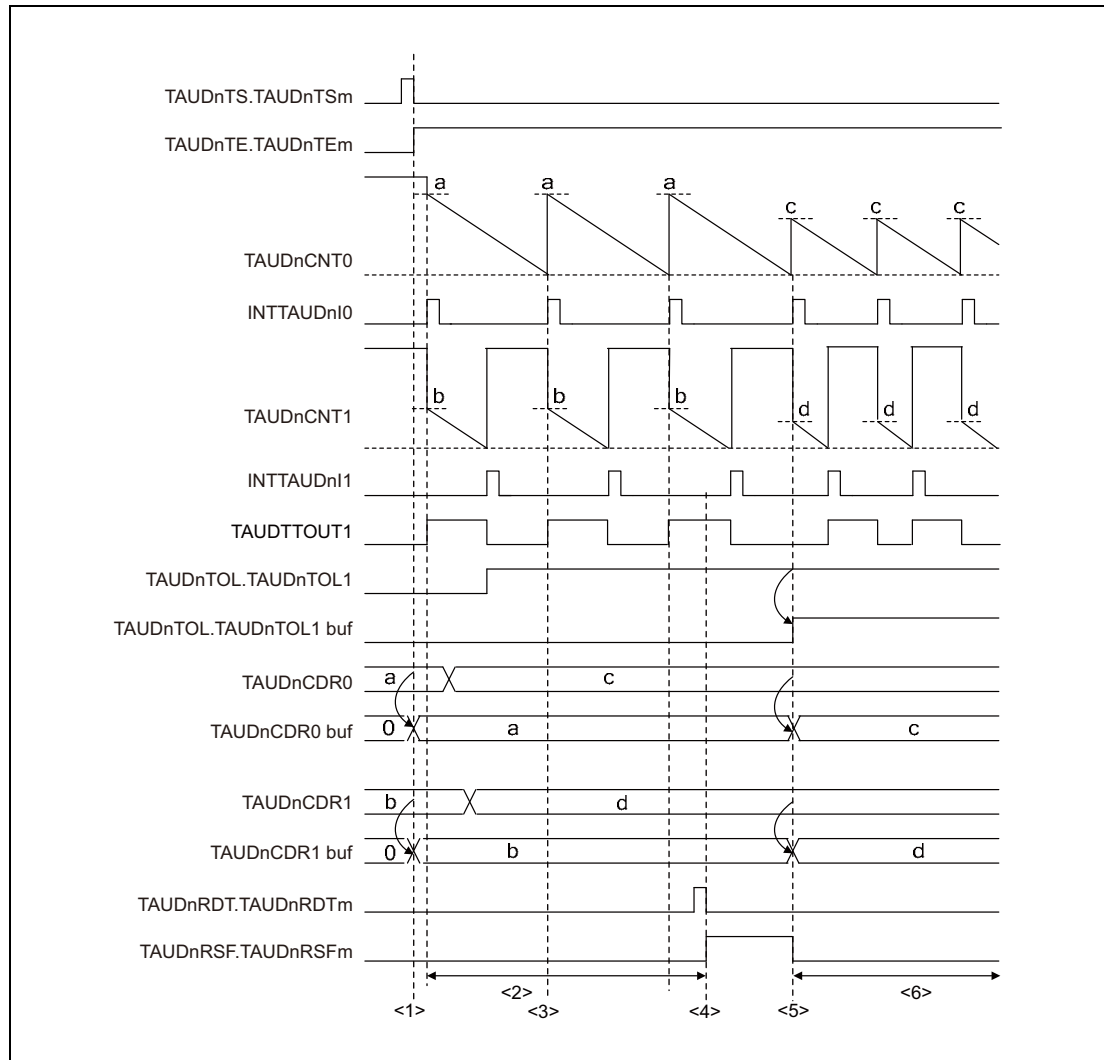 TAUDnTS.TAUDnTSm
TAUDnTE.TAUDnTEm
a a a
c c c
TAUDnCNT0
INTTAUDnI0
b b b
d d d
TAUDnCNT1
INTTAUDnI1
TAUDTTOUT1
TAUDnTOL.TAUDnTOL1
TAUDnTOL.TAUDnTOL1 buf
TAUDnCDR0 a c
TAUDnCDR0 buf 0 a c
TAUDnCDR1 b d
TAUDnCDR1 buf 0 b d
TAUDnRDT.TAUDnRDTm
TAUDnRSF.TAUDnRSFm
<2> <6>
<1> <3> <4> <5>